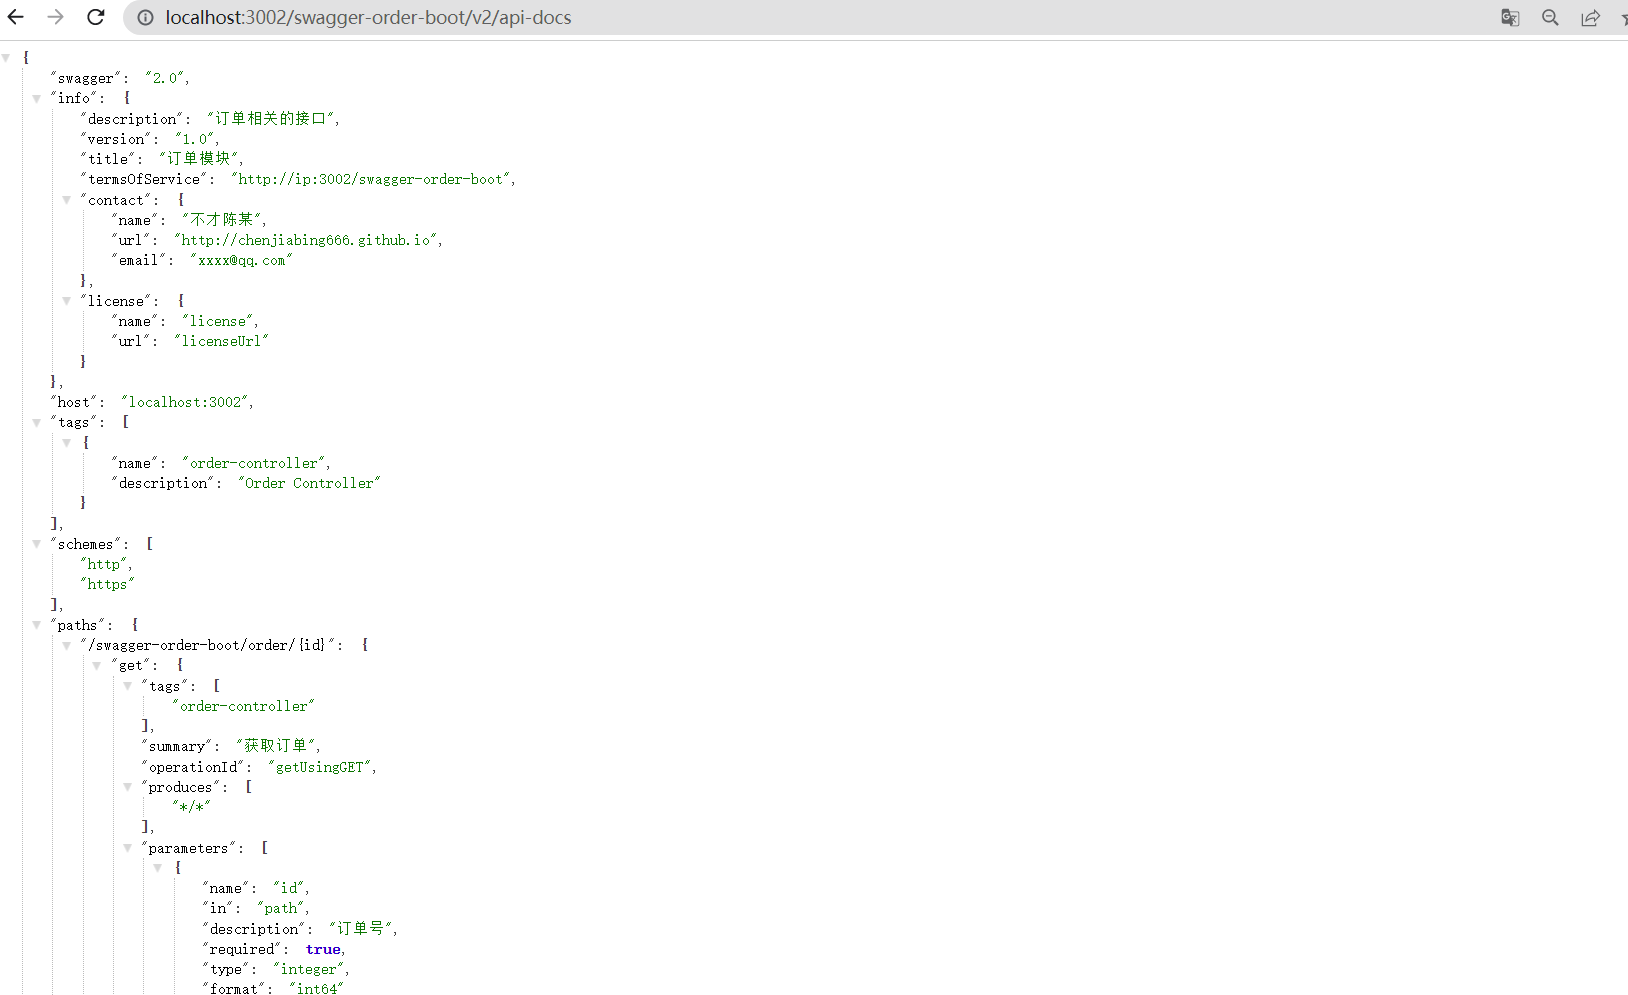 localhost:3002/swagger-order-boot/v2/api-docs
{
"swagger": "2.0",
"info": {
"description": "订单相关的接口",
"version": "1.0",
"title": "订单模块",
"termsOfService": "http://ip:3002/swagger-order-boot",
"contact": {
"name": "不才陈某",
"url": "http://chenjiabing666.github.io",
"email": "xxxx@qq.com"
},
"license": {
"name": "license",
"url": "licenseUrl"
}
},
"host": "localhost:3002",
"tags": [
{
"name": "order-controller",
"description": "Order Controller"
}
],
"schemes": [
"http",
"https"
],
"paths": {
"/swagger-order-boot/order/{id}": {
"get": {
"tags": [
"order-controller"
],
"summary": "获取订单",
"operationId": "getUsingGET",
"produces": [
"*/*"
],
"parameters": [
{
"name": "id",
"in": "path",
"description": "订单号",
"required": true,
"type": "integer",
"format": "int64"